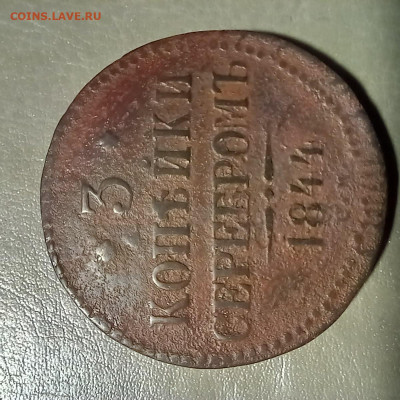 COINS.LAVE.RU
3
КОПѢЙКИ
СЕРЕБРОМЪ
1844